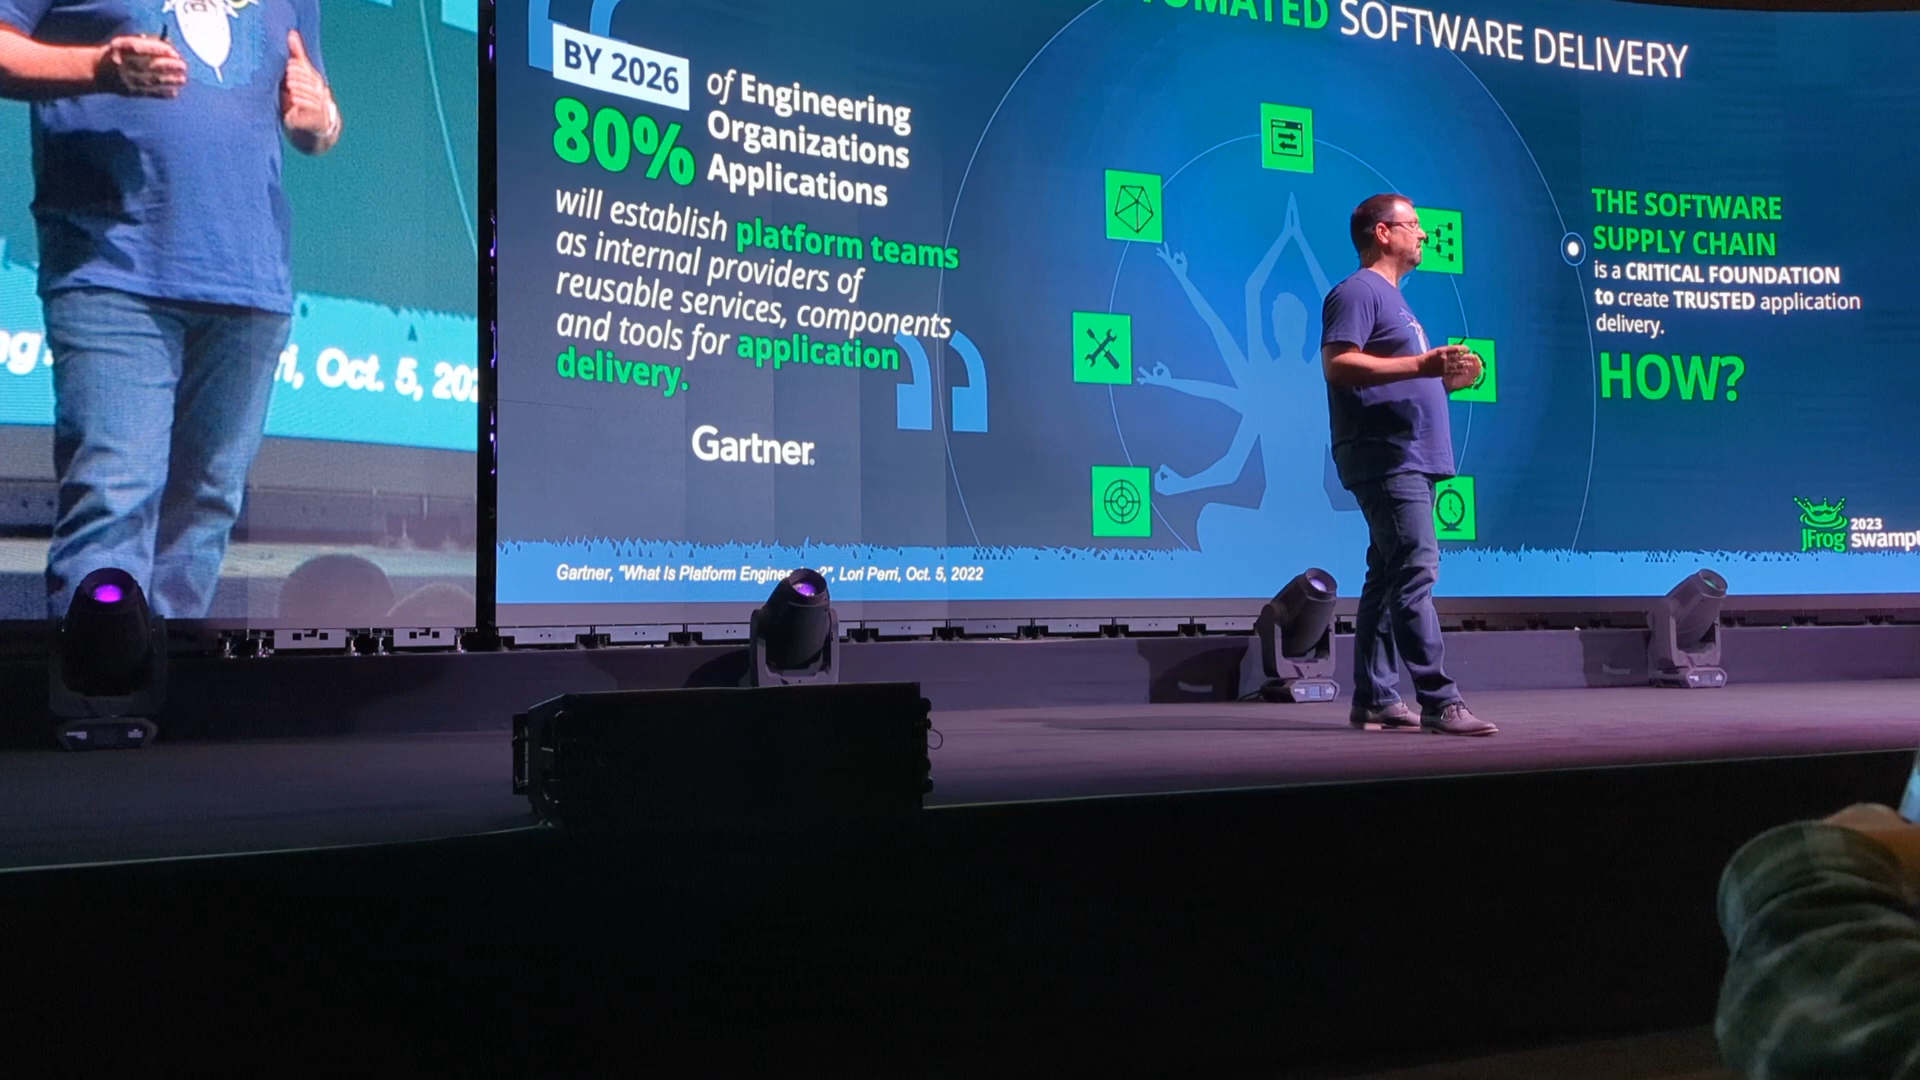 SOFTWARE DELIVERY
BY 2026
80%
of Engineering
Organizations
Applications
will establish platform teams
as internal providers of
reusable services, components
and tools for application
delivery.
Gartner
Gartner, "What Is Platform Lori Perri, Oct. 5, 2022
THE SOFTWARE
SUPPLY CHAIN
is a CRITICAL FOUNDATION
to create TRUSTED application
delivery.
HOW?
JFrog
2023
Oct. 5,